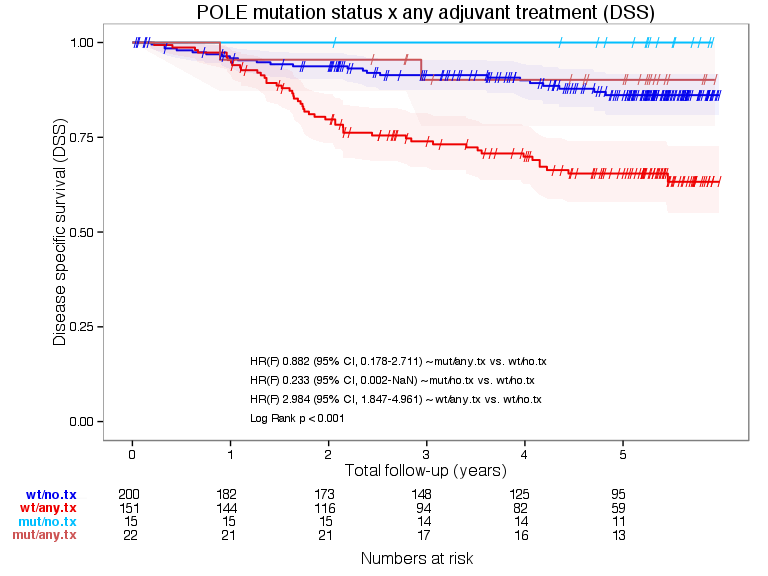 POLE mutation status x any adjuvant treatment (DSS)
Disease specific survival (DSS)
1.00
0.75
0.50
0.25
0.00
HR(F) 0.882 (95% CI, 0.178-2.711) ~mut/any.tx vs. wt/no.tx
HR(F) 0.233 (95% CI, 0.002-NaN) ~mut/no.tx vs. wt/no.tx
HR(F) 2.984 (95% CI, 1.847-4.961) ~wt/any.tx vs. wt/no.tx
Log Rank p < 0.001
0 1 2 3 4 5
Total follow-up (years)
wt/no.tx 200 182 173 148 125 95
wt/any.tx 151 144 116 94 82 59
mut/no.tx 15 15 15 14 14 11
mut/any.tx 22 21 21 17 16 13
Numbers at risk